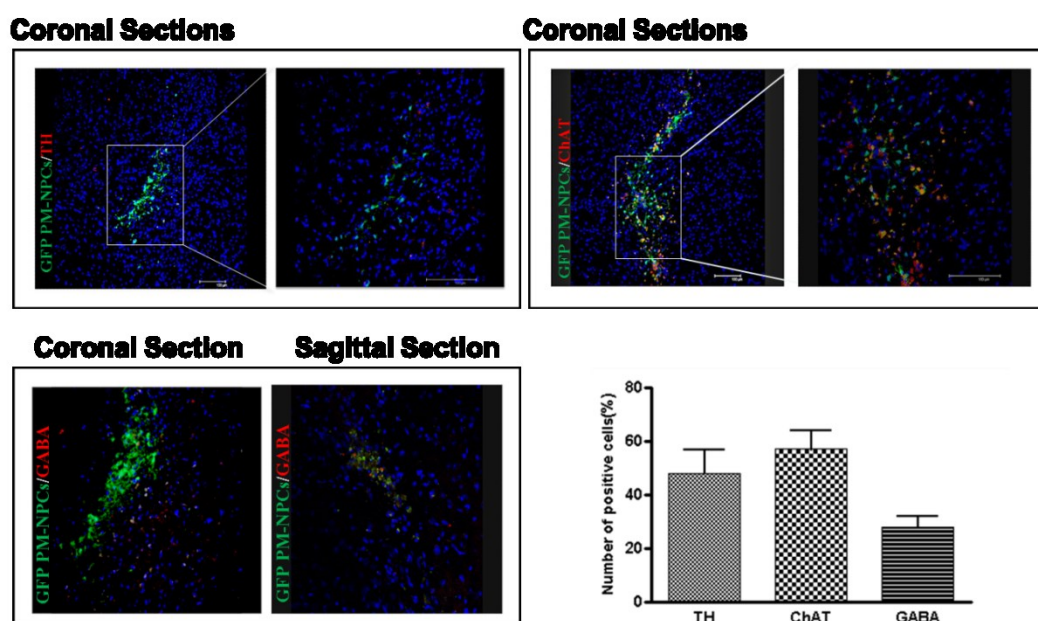 Coronal Sections
Coronal Sections
GFP PM-NPCs/TH
GFP PM-NPCs/ChAT
Coronal Section
Sagittal Section
GFP PM-NPCs/GABA
GFP PM-NPCs/GABA
Number of positive cells(%)
80
60
40
20
0
TH
ChAT
GABA